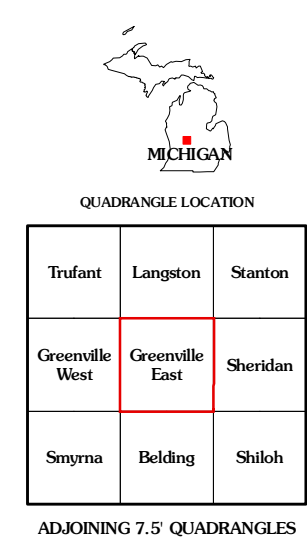 MICHIGAN
QUADRANGLE LOCATION
Trufant Langston Stanton
Greenville West
Greenville East
Sheridan
Smyrna Belding Shiloh
ADJOINING 7.5' QUADRANGLES